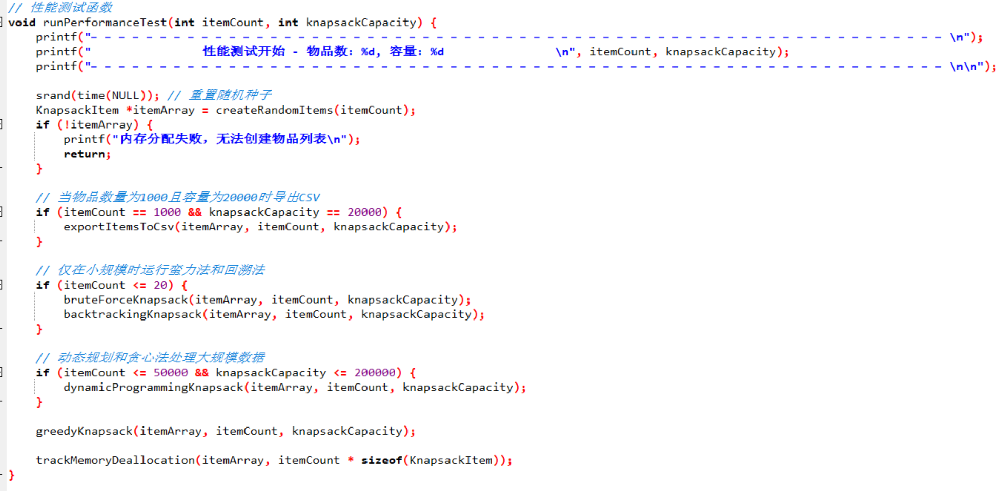 // 性能测试函数
void runPerformanceTest(int itemCount, int knapsackCapacity) {
    printf("- - - - - - - - - - - - - - - - - - - - - - - - - - - - - - - - - - - - - - - - - - - - - - - - - - - - - - - - - - - - - - \n");
    printf("                性能测试开始 - 物品数: %d, 容量: %d                \n", itemCount, knapsackCapacity);
    printf("- - - - - - - - - - - - - - - - - - - - - - - - - - - - - - - - - - - - - - - - - - - - - - - - - - - - - - - - - - - - - - \n\n");

    srand(time(NULL)); // 重置随机种子
    KnapsackItem *itemArray = createRandomItems(itemCount);
    if (!itemArray) {
        printf("内存分配失败，无法创建物品列表\n");
        return;
    }

    // 当物品数量为1000且容量为20000时导出CSV
    if (itemCount == 1000 && knapsackCapacity == 20000) {
        exportItemsToCsv(itemArray, itemCount, knapsackCapacity);
    }

    // 仅在小规模时运行蛮力法和回溯法
    if (itemCount <= 20) {
        bruteForceKnapsack(itemArray, itemCount, knapsackCapacity);
        backtrackingKnapsack(itemArray, itemCount, knapsackCapacity);
    }

    // 动态规划和贪心法处理大规模数据
    if (itemCount <= 50000 && knapsackCapacity <= 200000) {
        dynamicProgrammingKnapsack(itemArray, itemCount, knapsackCapacity);
    }

    greedyKnapsack(itemArray, itemCount, knapsackCapacity);

    trackMemoryDeallocation(itemArray, itemCount * sizeof(KnapsackItem));
}